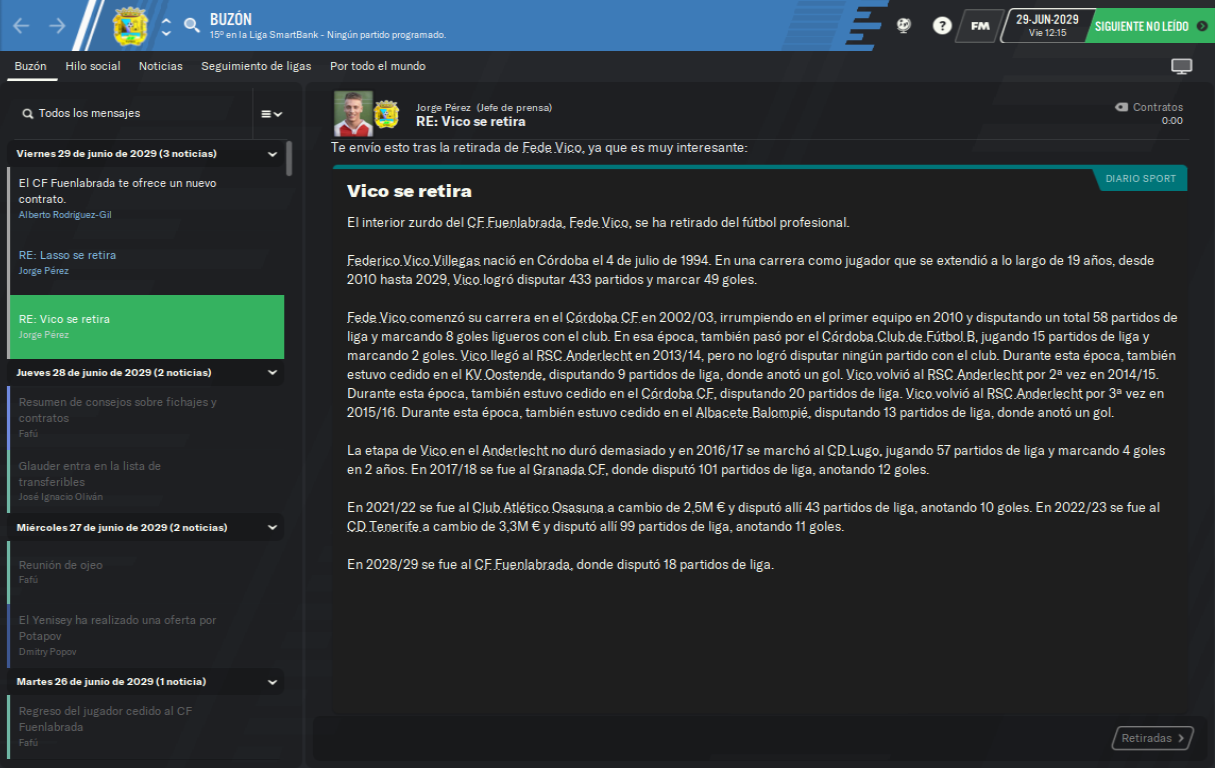 BUZÓN
15º en la Liga SmartBank - Ningún partido programado.
?
FM
29-JUN-2029
Vie 12:15
SIGUIENTE NO LEÍDO
Buzón
Hilo social
Noticias
Seguimiento de ligas
Por todo el mundo
Todos los mensajes
Viernes 29 de junio de 2029 (3 noticias)
El CF Fuenlabrada te ofrece un nuevo
contrato.
Alberto Rodríguez-Gil
RE: Lasso se retira
Jorge Pérez
RE: Vico se retira
Jorge Pérez
Jueves 28 de junio de 2029 (2 noticias)
Resumen de consejos sobre fichajes y
contratos
Fafú
Glauder entra en la lista de
transferibles
José Ignacio Oliván
Miércoles 27 de junio de 2029 (2 noticias)
Reunión de ojeo
Fafú
El Yenisey ha realizado una oferta por
Potapov
Dmitry Popov
Martes 26 de junio de 2029 (1 noticia)
Regreso del jugador cedido al CF
Fuenlabrada
Fafú
Jorge Pérez (Jefe de prensa)
RE: Vico se retira
Contratos
0:00
Te envío esto tras la retirada de Fede Vico, ya que es muy interesante:
DIARIO SPORT
Vico se retira
El interior zurdo del CF Fuenlabrada, Fede Vico, se ha retirado del fútbol profesional.
Federico Vico Villegas nació en Córdoba el 4 de julio de 1994. En una carrera como jugador que se extendió a lo largo de 19 años, desde
2010 hasta 2029, Vico logró disputar 433 partidos y marcar 49 goles.
Fede Vico comenzó su carrera en el Córdoba CF en 2002/03, irrumpiendo en el primer equipo en 2010 y disputando un total 58 partidos de
liga y marcando 8 goles ligueros con el club. En esa época, también pasó por el Córdoba Club de Fútbol B, jugando 15 partidos de liga y
marcando 2 goles. Vico llegó al RSC Anderlecht en 2013/14, pero no logró disputar ningún partido con el club. Durante esta época, también
estuvo cedido en el KV Oostende, disputando 9 partidos de liga, donde anotó un gol. Vico volvió al RSC Anderlecht por 2ª vez en 2014/15.
Durante esta época, también estuvo cedido en el Córdoba CF, disputando 20 partidos de liga. Vico volvió al RSC Anderlecht por 3ª vez en
2015/16. Durante esta época, también estuvo cedido en el Albacete Balompié, disputando 13 partidos de liga, donde anotó un gol.
La etapa de Vico en el Anderlecht no duró demasiado y en 2016/17 se marchó al CD Lugo, jugando 57 partidos de liga y marcando 4 goles
en 2 años. En 2017/18 se fue al Granada CF, donde disputó 101 partidos de liga, anotando 12 goles.
En 2021/22 se fue al Club Atlético Osasuna a cambio de 2,5M € y disputó allí 43 partidos de liga, anotando 10 goles. En 2022/23 se fue al
CD Tenerife a cambio de 3,3M € y disputó allí 99 partidos de liga, anotando 11 goles.
En 2028/29 se fue al CF Fuenlabrada, donde disputó 18 partidos de liga.
Retiradas